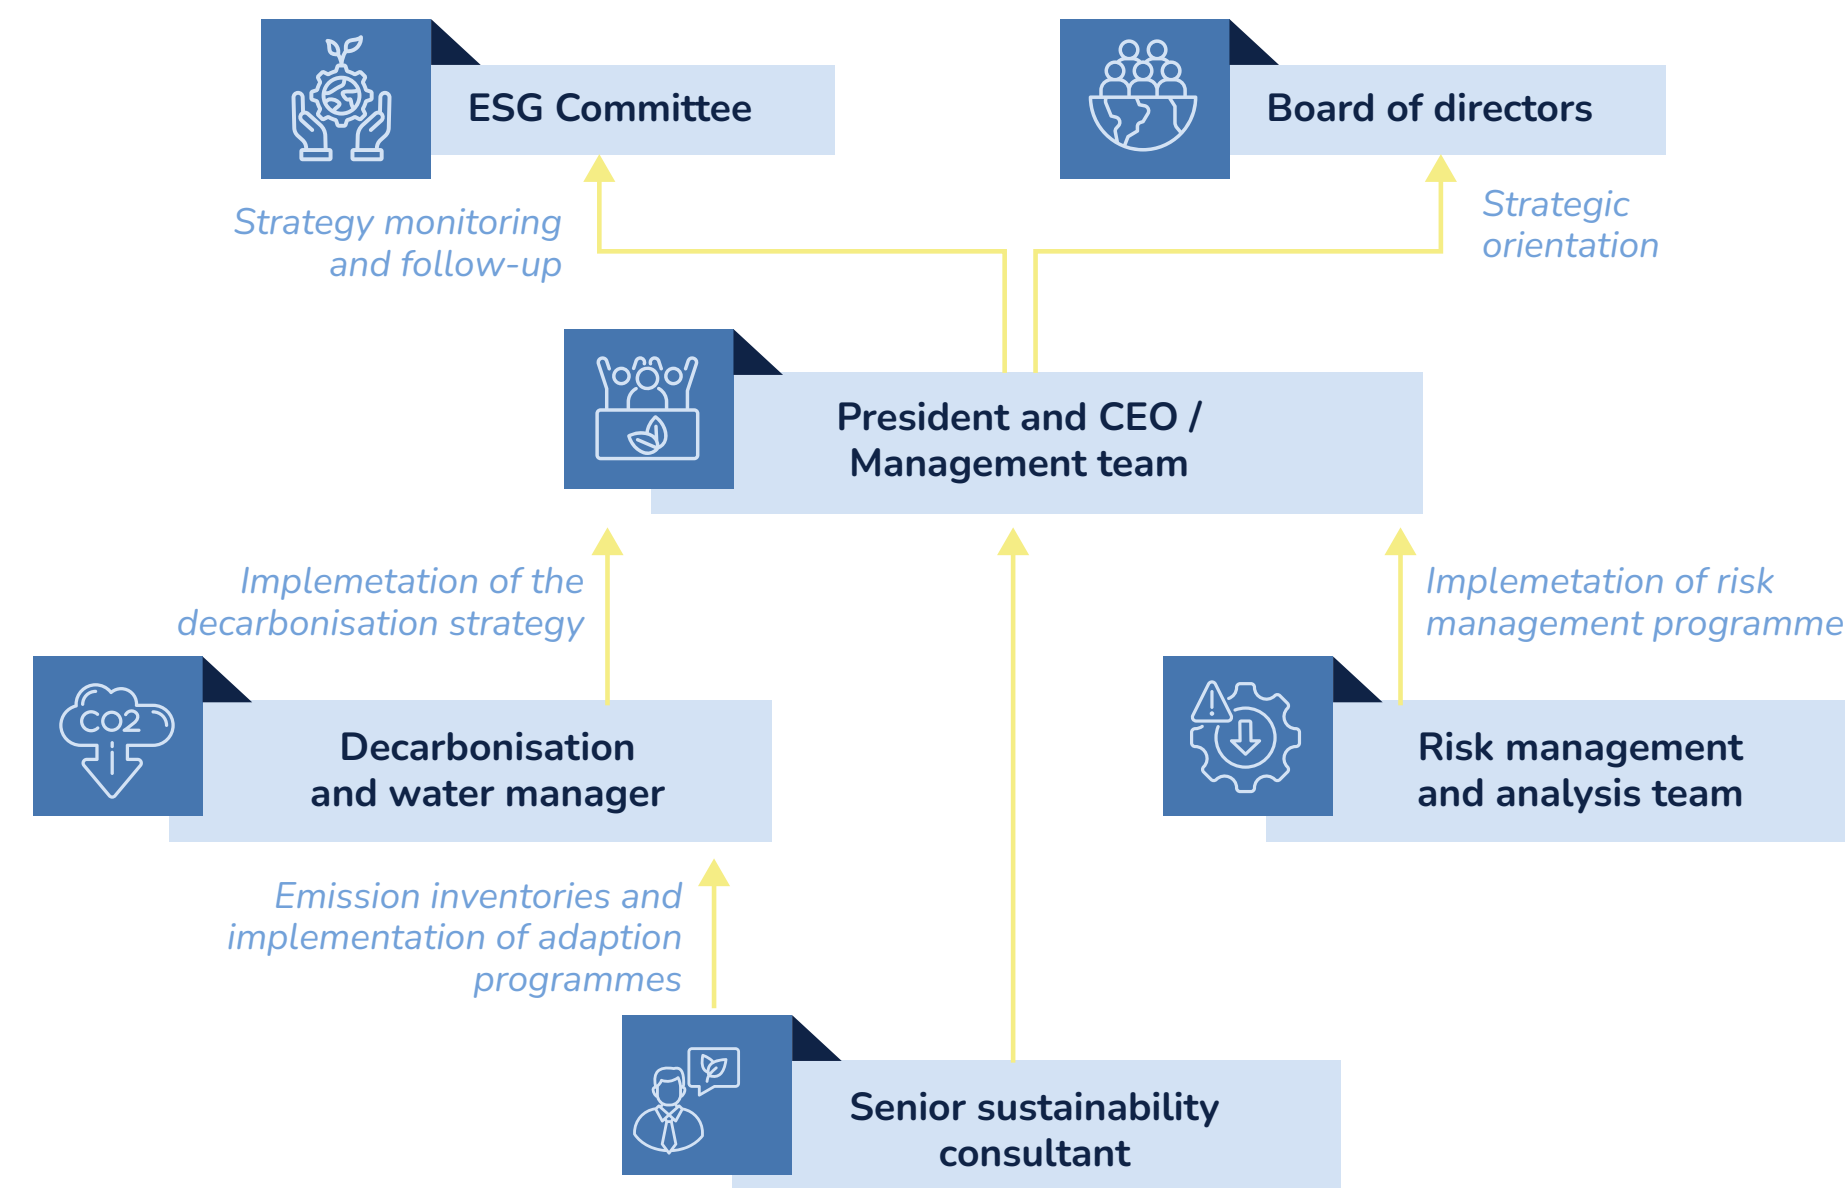 ESG Committee
Board of directors
Strategy monitoring
and follow-up
Strategic
orientation
President and CEO /
Management team
Implemetation of the
decarbonisation strategy
Implemetation of risk
management programme
CO2
Decarbonisation
and water manager
Risk management
and analysis team
Emission inventories and
implementation of adaption
programmes
Senior sustainability
consultant